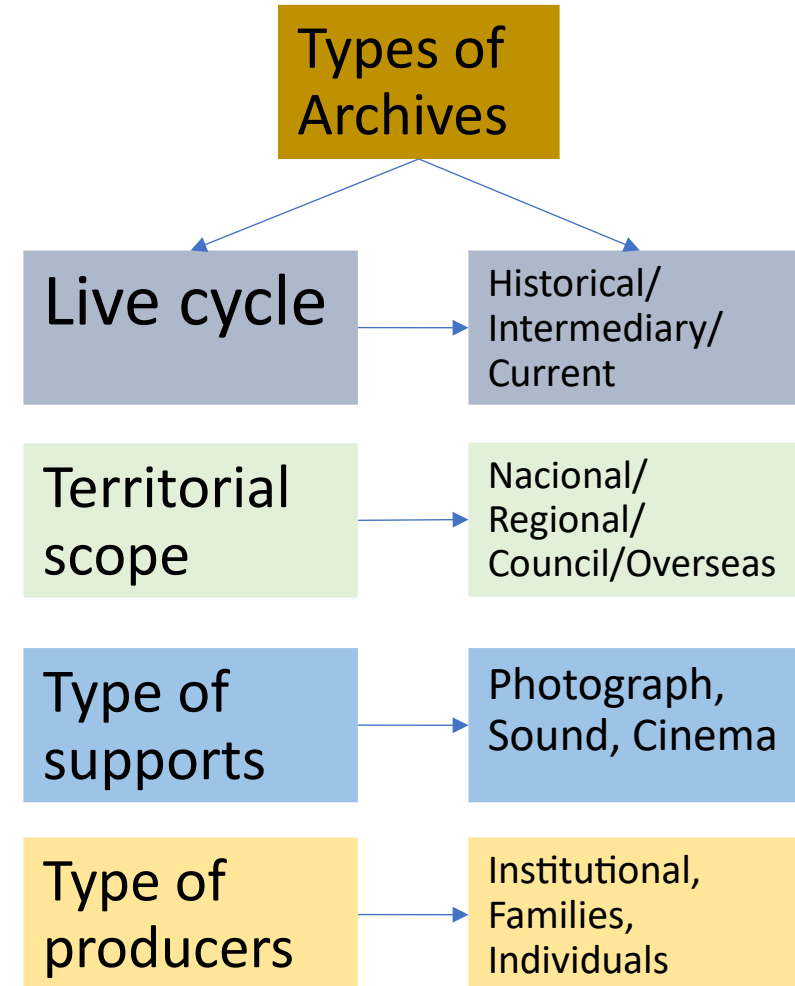 Types of
Archives
Live cycle
Historical/
Intermediary/
Current
Territorial
scope
Nacional/
Regional/
Council/Overseas
Type of
supports
Photograph,
Sound, Cinema
Type of
producers
Institutional,
Families,
Individuals